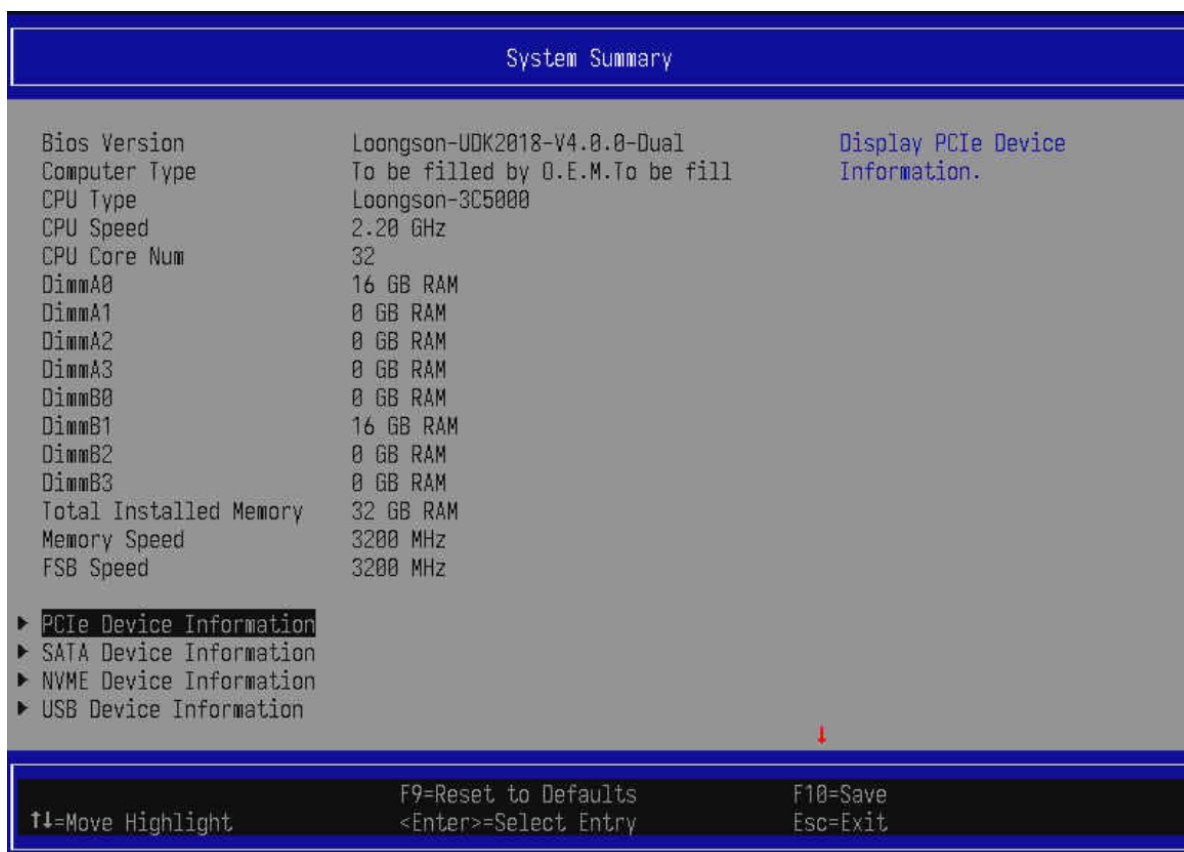 System Summary
Bios Version Loongson-UDK2018-V4.0.0-Dual Display PCIe Device
Computer Type To be filled by O.E.M.To be fill Information.
CPU Type Loongson-3C5000
CPU Speed 2.20 GHz
CPU Core Num 32
DimmA0 16 GB RAM
DimmA1 0 GB RAM
DimmA2 0 GB RAM
DimmA3 0 GB RAM
DimmB0 0 GB RAM
DimmB1 16 GB RAM
DimmB2 0 GB RAM
DimmB3 0 GB RAM
Total Installed Memory 32 GB RAM
Memory Speed 3200 MHz
FSB Speed 3200 MHz
▶ PCIe Device Information
▶ SATA Device Information
▶ NVME Device Information
▶ USB Device Information
↓
F9=Reset to Defaults F10=Save
↑↓=Move Highlight <Enter>=Select Entry Esc=Exit